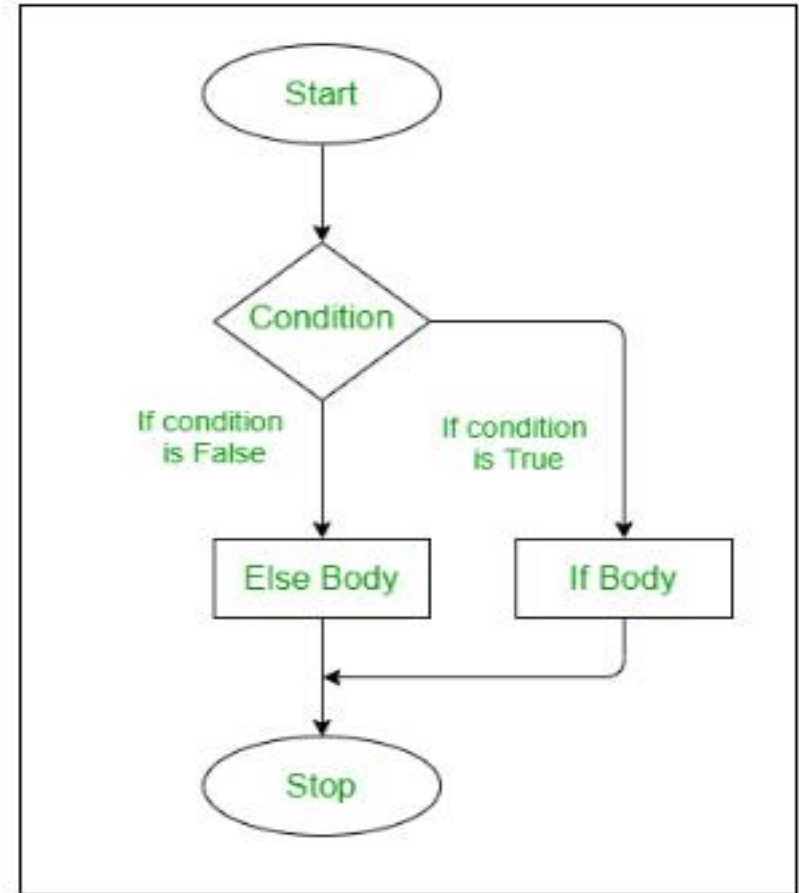 Start
Condition
If condition
is False
If condition
is True
Else Body
If Body
Stop